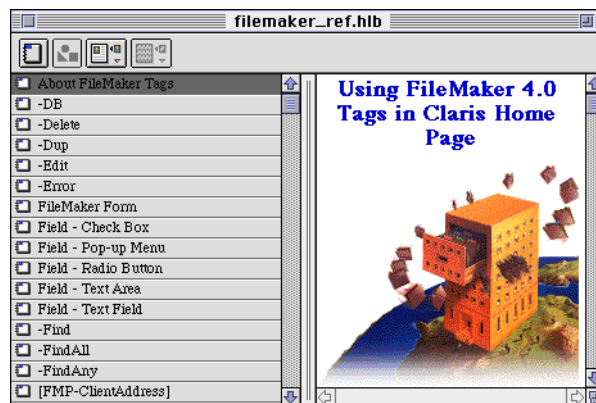 filemaker_ref.hlb
About FileMaker Tags
-DB
-Delete
-Dup
-Edit
-Error
FileMaker Form
Field - Check Box
Field - Pop-up Menu
Field - Radio Button
Field - Text Area
Field - Text Field
-Find
-FindAll
-FindAny
[FMP-ClientAddress]
Using FileMaker 4.0
Tags in Claris Home
Page